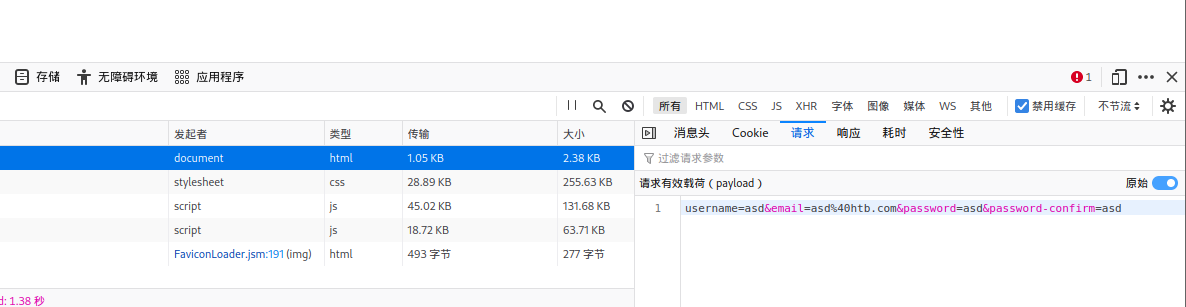 存储 无障碍环境 应用程序 1
所有 HTML CSS JS XHR 字体 图像 媒体 WS 其他 禁用缓存 不节流
发起者 类型 传输 大小 消息头 Cookie 请求 响应 耗时 安全性
document html 1.05 KB 2.38 KB
过滤请求参数
stylesheet css 28.89 KB 255.63 KB
请求有效载荷（payload） 原始
script js 45.02 KB 131.68 KB
1 username=asd&email=asd%40htb.com&password=asd&password-confirm=asd
script js 18.72 KB 63.71 KB
FaviconLoader.jsm:191 (img) html 493 字节 277 字节
d: 1.38 秒